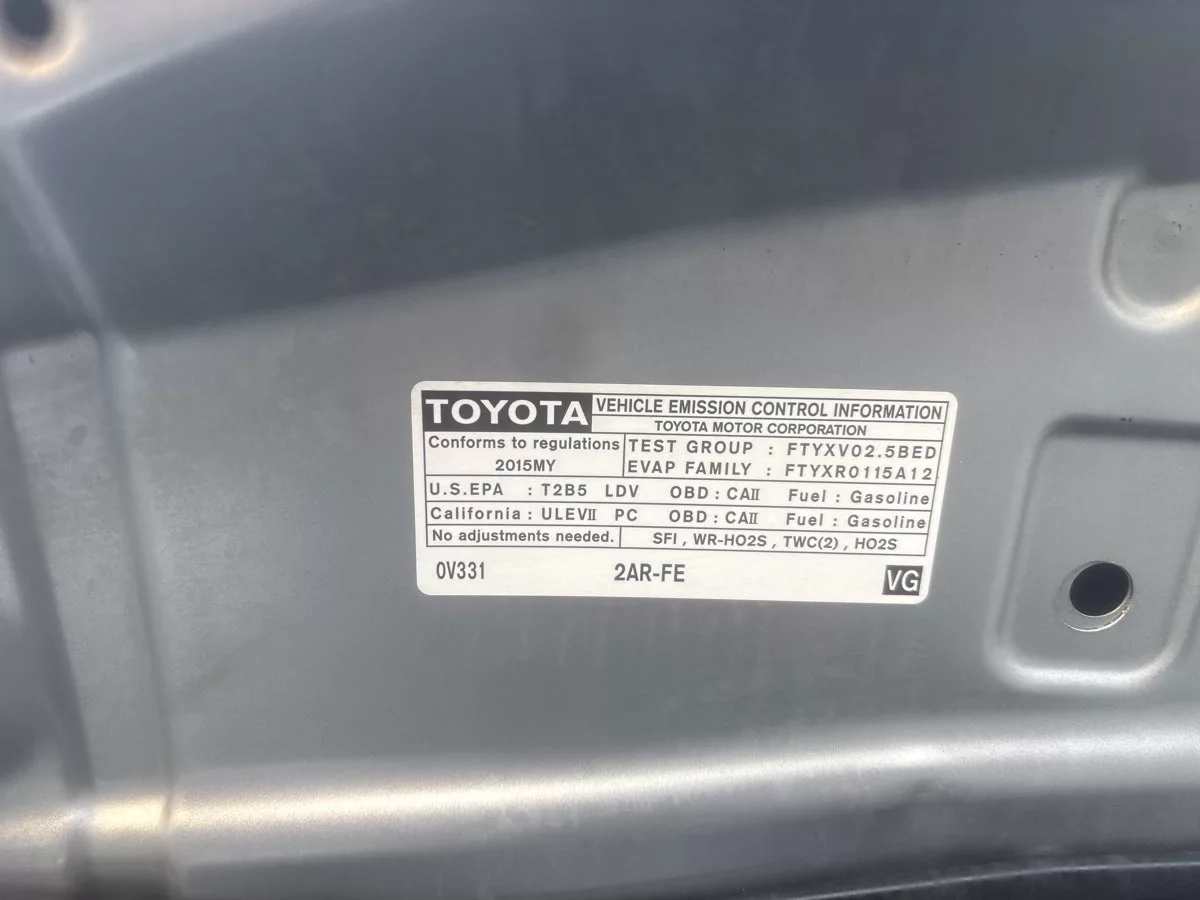 TOYOTA VEHICLE EMISSION CONTROL INFORMATION
TOYOTA MOTOR CORPORATION
Conforms to regulations
2015MY
TEST GROUP : FTYXV02.5BED
EVAP FAMILY : FTYXR0115A12
U.S.EPA : T2B5 LDV OBD : CAⅡ Fuel : Gasoline
California : ULEVⅡ PC OBD : CAⅡ Fuel : Gasoline
No adjustments needed. SFI , WR-HO2S , TWC(2) , HO2S
0V331 2AR-FE VG